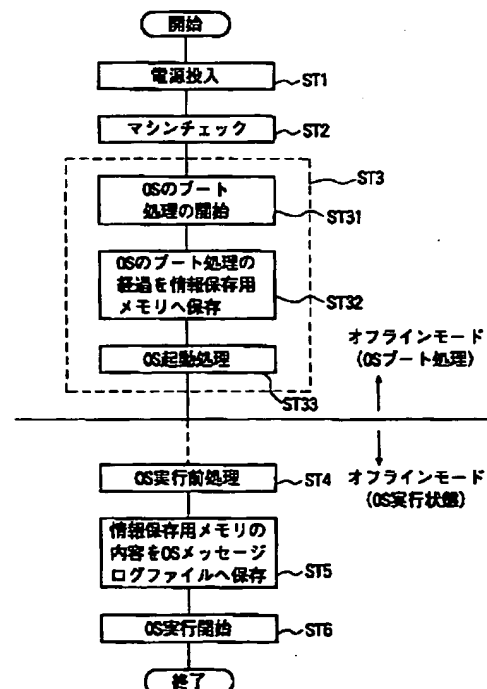 開始
電源投入
ST1
マシンチェック
ST2
ST3
OSのブート
処理の開始
ST31
OSのブート処理の
経過を情報保存用
メモリへ保存
ST32
OS起動処理
ST33
オフラインモード
(OSブート処理)
OS実行前処理
ST4
オフラインモード
(OS実行状態)
情報保存用メモリの
内容をOSメッセージ
ログファイルへ保存
ST5
OS実行開始
ST6
終了